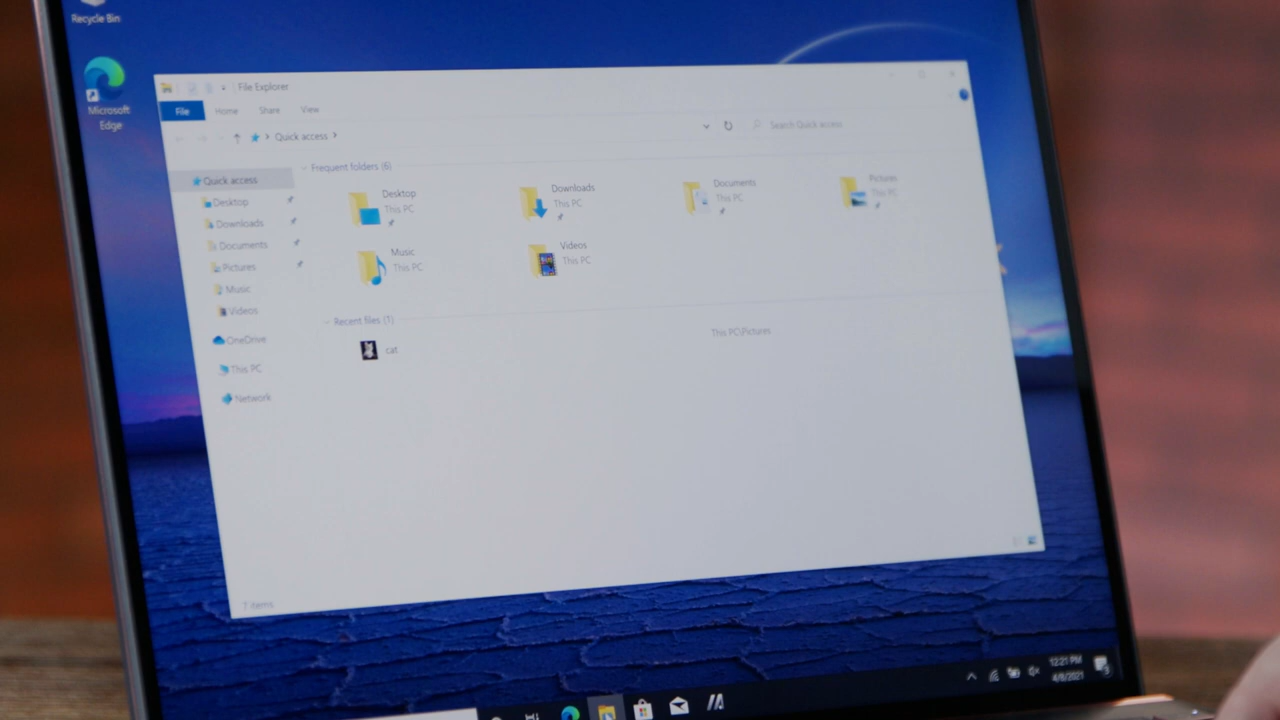 Recycle Bin
Microsoft
Edge
File Explorer
File
Home
Share
View
Quick access
Search Quick access
Quick access
Desktop
Downloads
Documents
Pictures
Music
Videos
OneDrive
This PC
Network
Frequent folders (6)
Desktop
This PC
Downloads
This PC
Documents
This PC
Pictures
This PC
Music
This PC
Videos
This PC
Recent files (1)
cat
This PC\Pictures
7 items
12:21 PM
4/8/2021